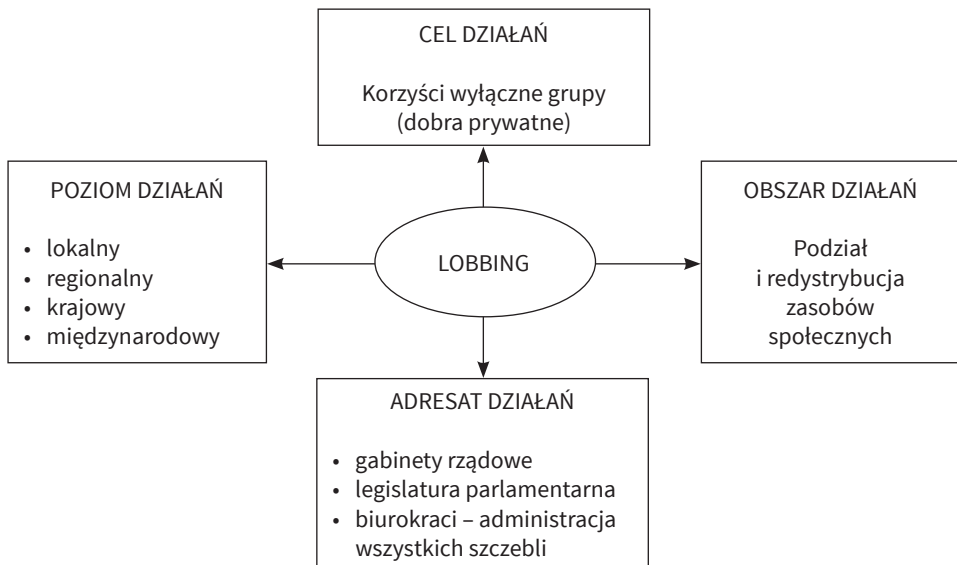 CEL DZIAŁAŃ
Korzyści wyłączne grupy
(dobra prywatne)
POZIOM DZIAŁAŃ
• lokalny
• regionalny
• krajowy
• międzynarodowy
LOBBING
OBSZAR DZIAŁAŃ
Podział
i redystrybucja
zasobów
społecznych
ADRESAT DZIAŁAŃ
• gabinety rządowe
• legislatura parlamentarna
• biurokraci – administracja
wszystkich szczebli